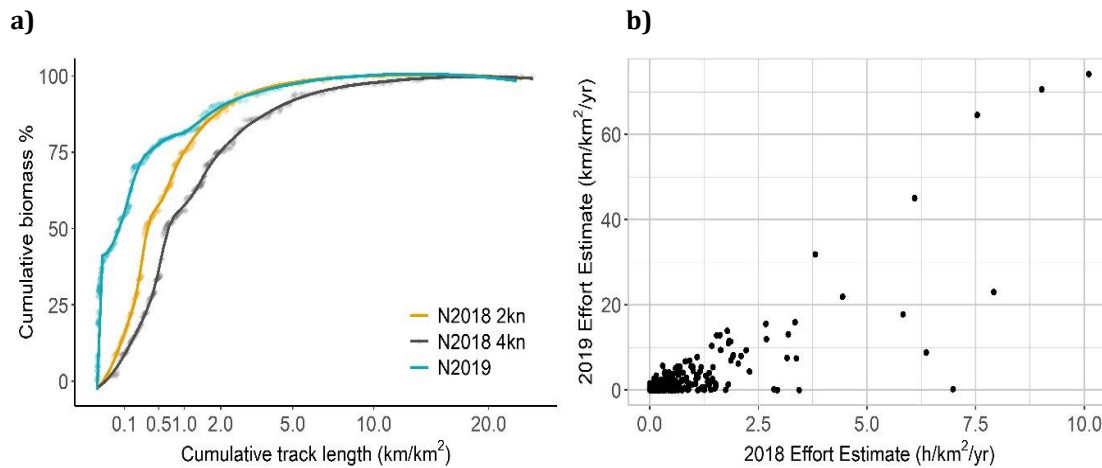 a)
Cumulative biomass %
100
75
50
25
0
N2018 2kn
N2018 4kn
N2019
0.1 0.5 1.0 2.0 5.0 10.0 20.0
Cumulative track length (km/km²)
b)
2019 Effort Estimate (km/km²/yr)
60
40
20
0
0.0 2.5 5.0 7.5 10.0
2018 Effort Estimate (h/km²/yr)